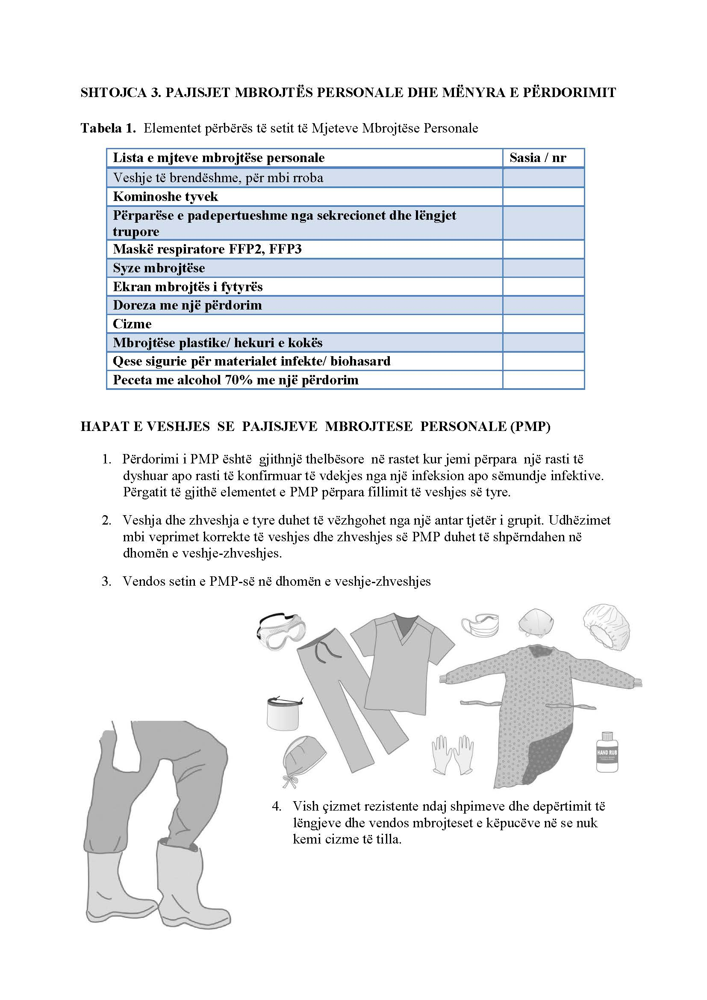 SHTOJCA 3. PAJISJET MBROJTËS PERSONALE DHE MËNYRA E PËRDORIMIT
Tabela 1. Elementet përbërës të setit të Mjeteve Mbrojtëse Personale
Lista e mjteve mbrojtëse personale Sasia / nr
Veshje të brendëshme, për mbi rroba
Kominoshe tyvek
Përparëse e padepertueshme nga sekrecionet dhe lëngjet
trupore
Maskë respiratore FFP2, FFP3
Syze mbrojtëse
Ekran mbrojtës i fytyrës
Doreza me një përdorim
Cizme
Mbrojtëse plastike/ hekuri e kokës
Qese sigurie për materialet infekte/ biohasard
Peceta me alcohol 70% me një përdorim
HAPAT E VESHJES SE PAJISJEVE MBROJTESE PERSONALE (PMP)
1. Përdorimi i PMP është gjithnjë thelbësore në rastet kur jemi përpara një rasti të
dyshuar apo rasti të konfirmuar të vdekjes nga një infeksion apo sëmundje infektive.
Përgatit të gjithë elementet e PMP përpara fillimit të veshjes së tyre.
2. Veshja dhe zhveshja e tyre duhet të vëzhgohet nga një antar tjetër i grupit. Udhëzimet
mbi veprimet korrekte të veshjes dhe zhveshjes së PMP duhet të shpërndahen në
dhomën e veshje-zhveshjes.
3. Vendos setin e PMP-së në dhomën e veshje-zhveshjes
HAND RUB
4. Vish çizmet rezistente ndaj shpimeve dhe depërtimit të
lëngjeve dhe vendos mbrojteset e këpucëve në se nuk
kemi cizme të tilla.